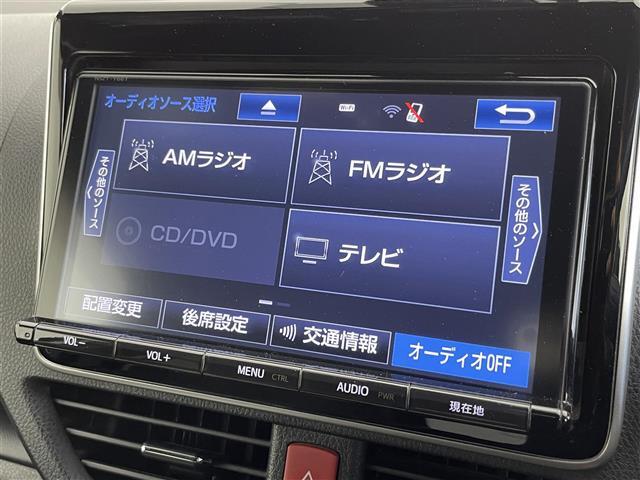 オーディオソース選択
Wi-Fi
AMラジオ
FMラジオ
その他のソース
その他のソース
CD/DVD
テレビ
配置変更
後席設定
交通情報
オーディオOFF
VOL−
VOL+
MENU CTRL
AUDIO PWR
現在地